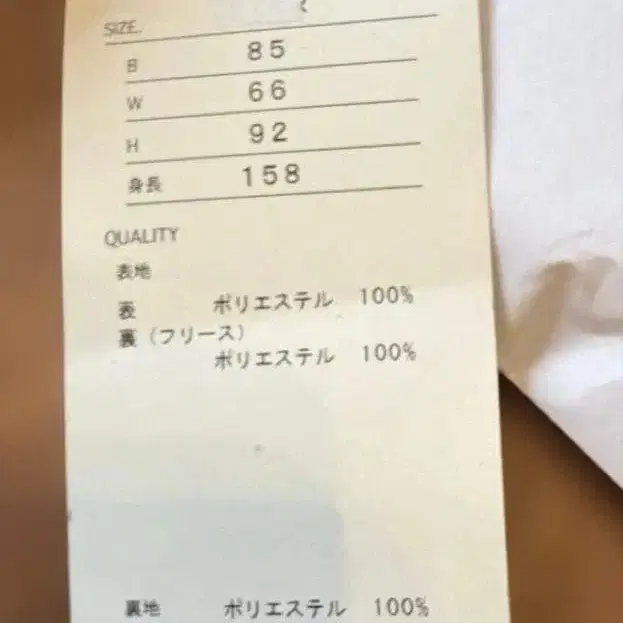 SIZE
B 85
W 66
H 92
身長 158
QUALITY
表地
表 ポリエステル 100%
裏（フリース）
ポリエステル 100%
裏地 ポリエステル 100%